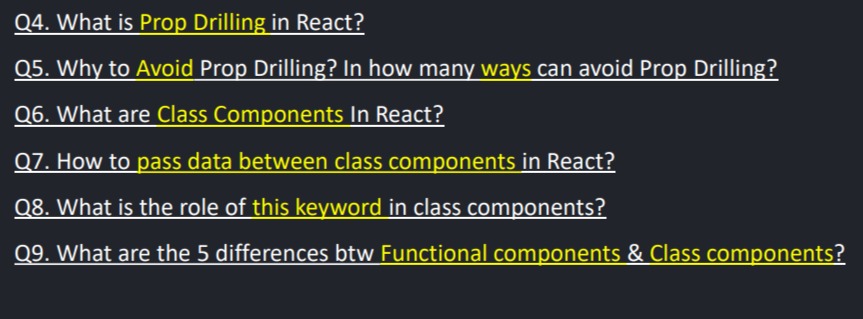 Q4. What is Prop Drilling in React?
Q5. Why to Avoid Prop Drilling? In how many ways can avoid Prop Drilling?
Q6. What are Class Components In React?
Q7. How to pass data between class components in React?
Q8. What is the role of this keyword in class components?
Q9. What are the 5 differences btw Functional components & Class components?